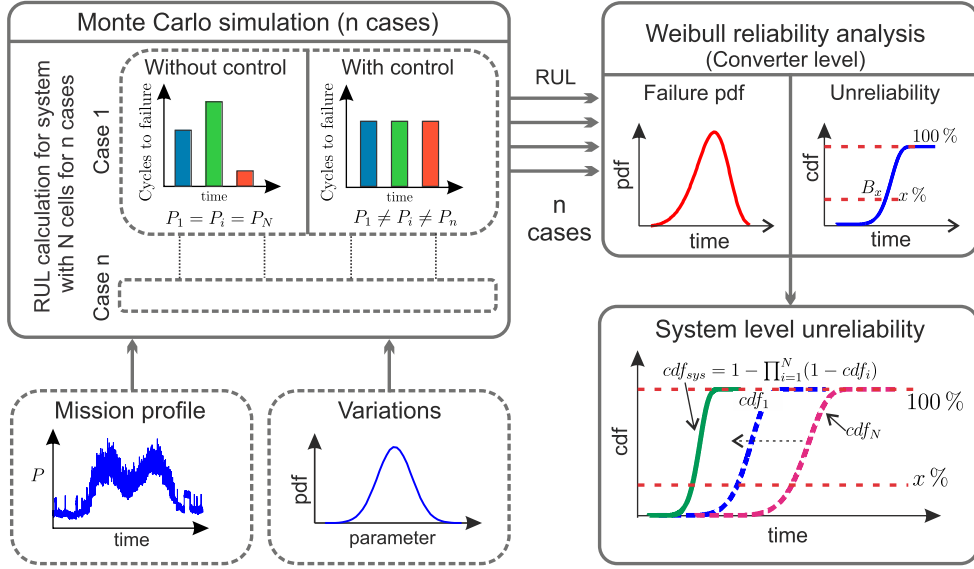 Monte Carlo simulation (n cases)
RUL calculation for system
with N cells for n cases
Case 1
Without control
Cycles to failure
time
P_1 = P_i = P_N
With control
Cycles to failure
time
P_1 ≠ P_i ≠ P_n
Case n
RUL
n
cases
Weibull reliability analysis
(Converter level)
Failure pdf
pdf
time
Unreliability
cdf
100 %
B_x
x %
time
Mission profile
P
time
Variations
pdf
parameter
System level unreliability
cdf_{sys} = 1 − ∏_{i=1}^{N}(1 − cdf_i)
100 %
cdf_1
cdf_N
cdf
x %
time